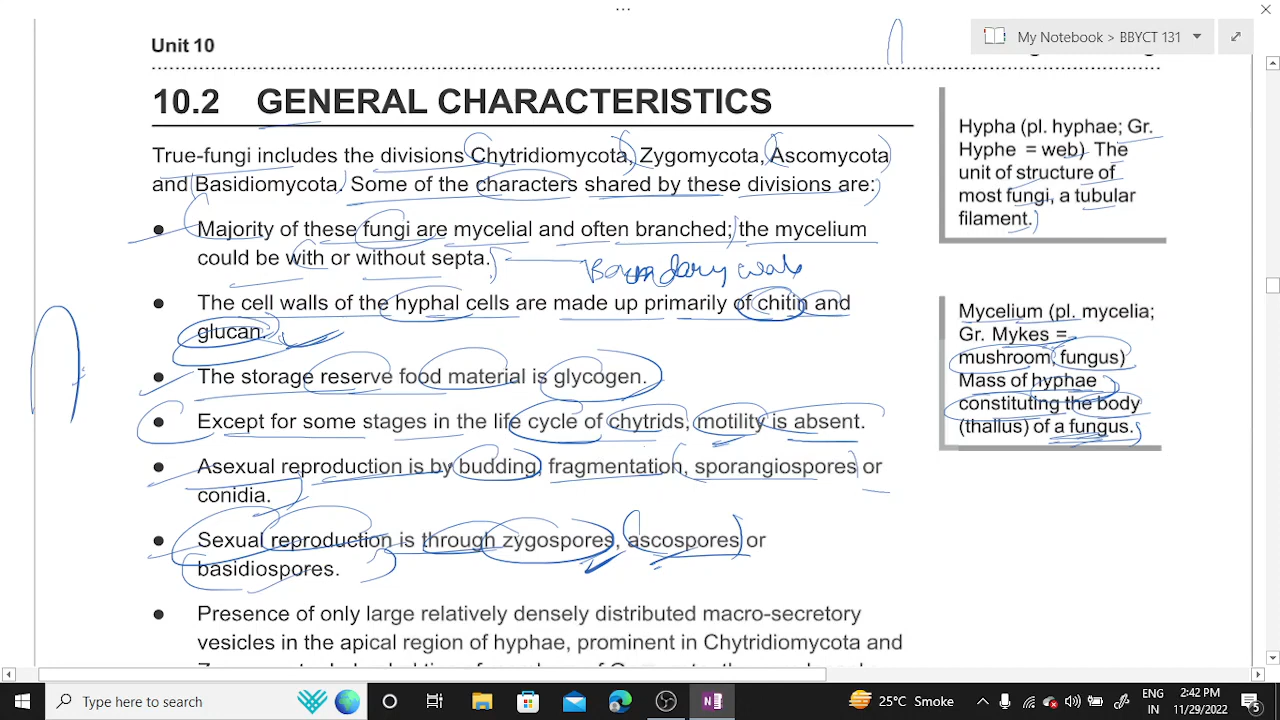 Unit 10
My Notebook > BBYCT 131
10.2 GENERAL CHARACTERISTICS
True-fungi includes the divisions Chytridiomycota, Zygomycota, Ascomycota
and Basidiomycota. Some of the characters shared by these divisions are:
• Majority of these fungi are mycelial and often branched; the mycelium
could be with or without septa.
Boundary wall
• The cell walls of the hyphal cells are made up primarily of chitin and
glucan.
• The storage reserve food material is glycogen.
• Except for some stages in the life cycle of chytrids, motility is absent.
• Asexual reproduction is by budding, fragmentation, sporangiospores or
conidia.
• Sexual reproduction is through zygospores, ascospores or
basidiospores.
• Presence of only large relatively densely distributed macro-secretory
vesicles in the apical region of hyphae, prominent in Chytridiomycota and
Hypha (pl. hyphae; Gr.
Hyphe = web) The
unit of structure of
most fungi, a tubular
filament.
Mycelium (pl. mycelia;
Gr. Mykes =
mushroom, fungus)
Mass of hyphae
constituting the body
(thallus) of a fungus.
Type here to search
25°C Smoke
ENG
IN
2:42 PM
11/29/2022
5